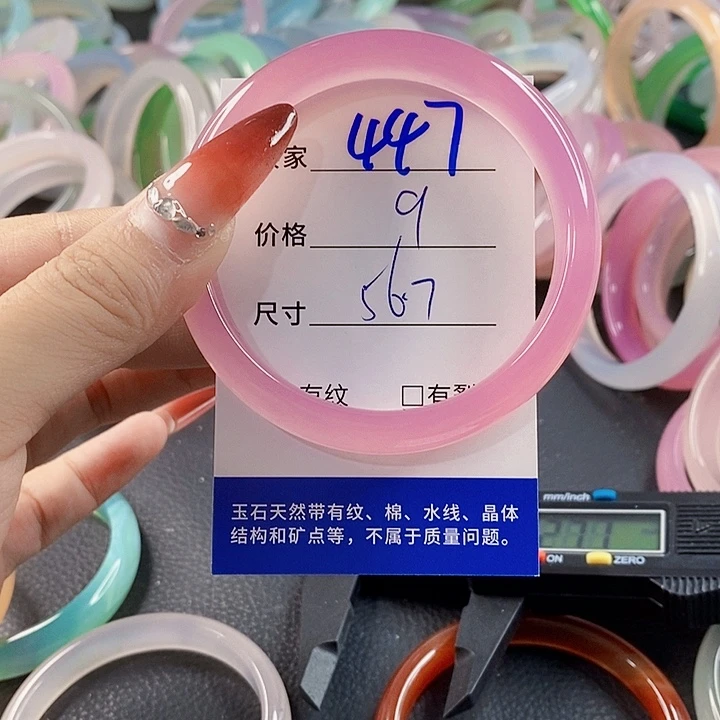 家 447
价格 9
尺寸 56.7
有纹 □有裂
玉石天然带有纹、棉、水线、晶体
结构和矿点等，不属于质量问题。
mm/inch
ON ZERO